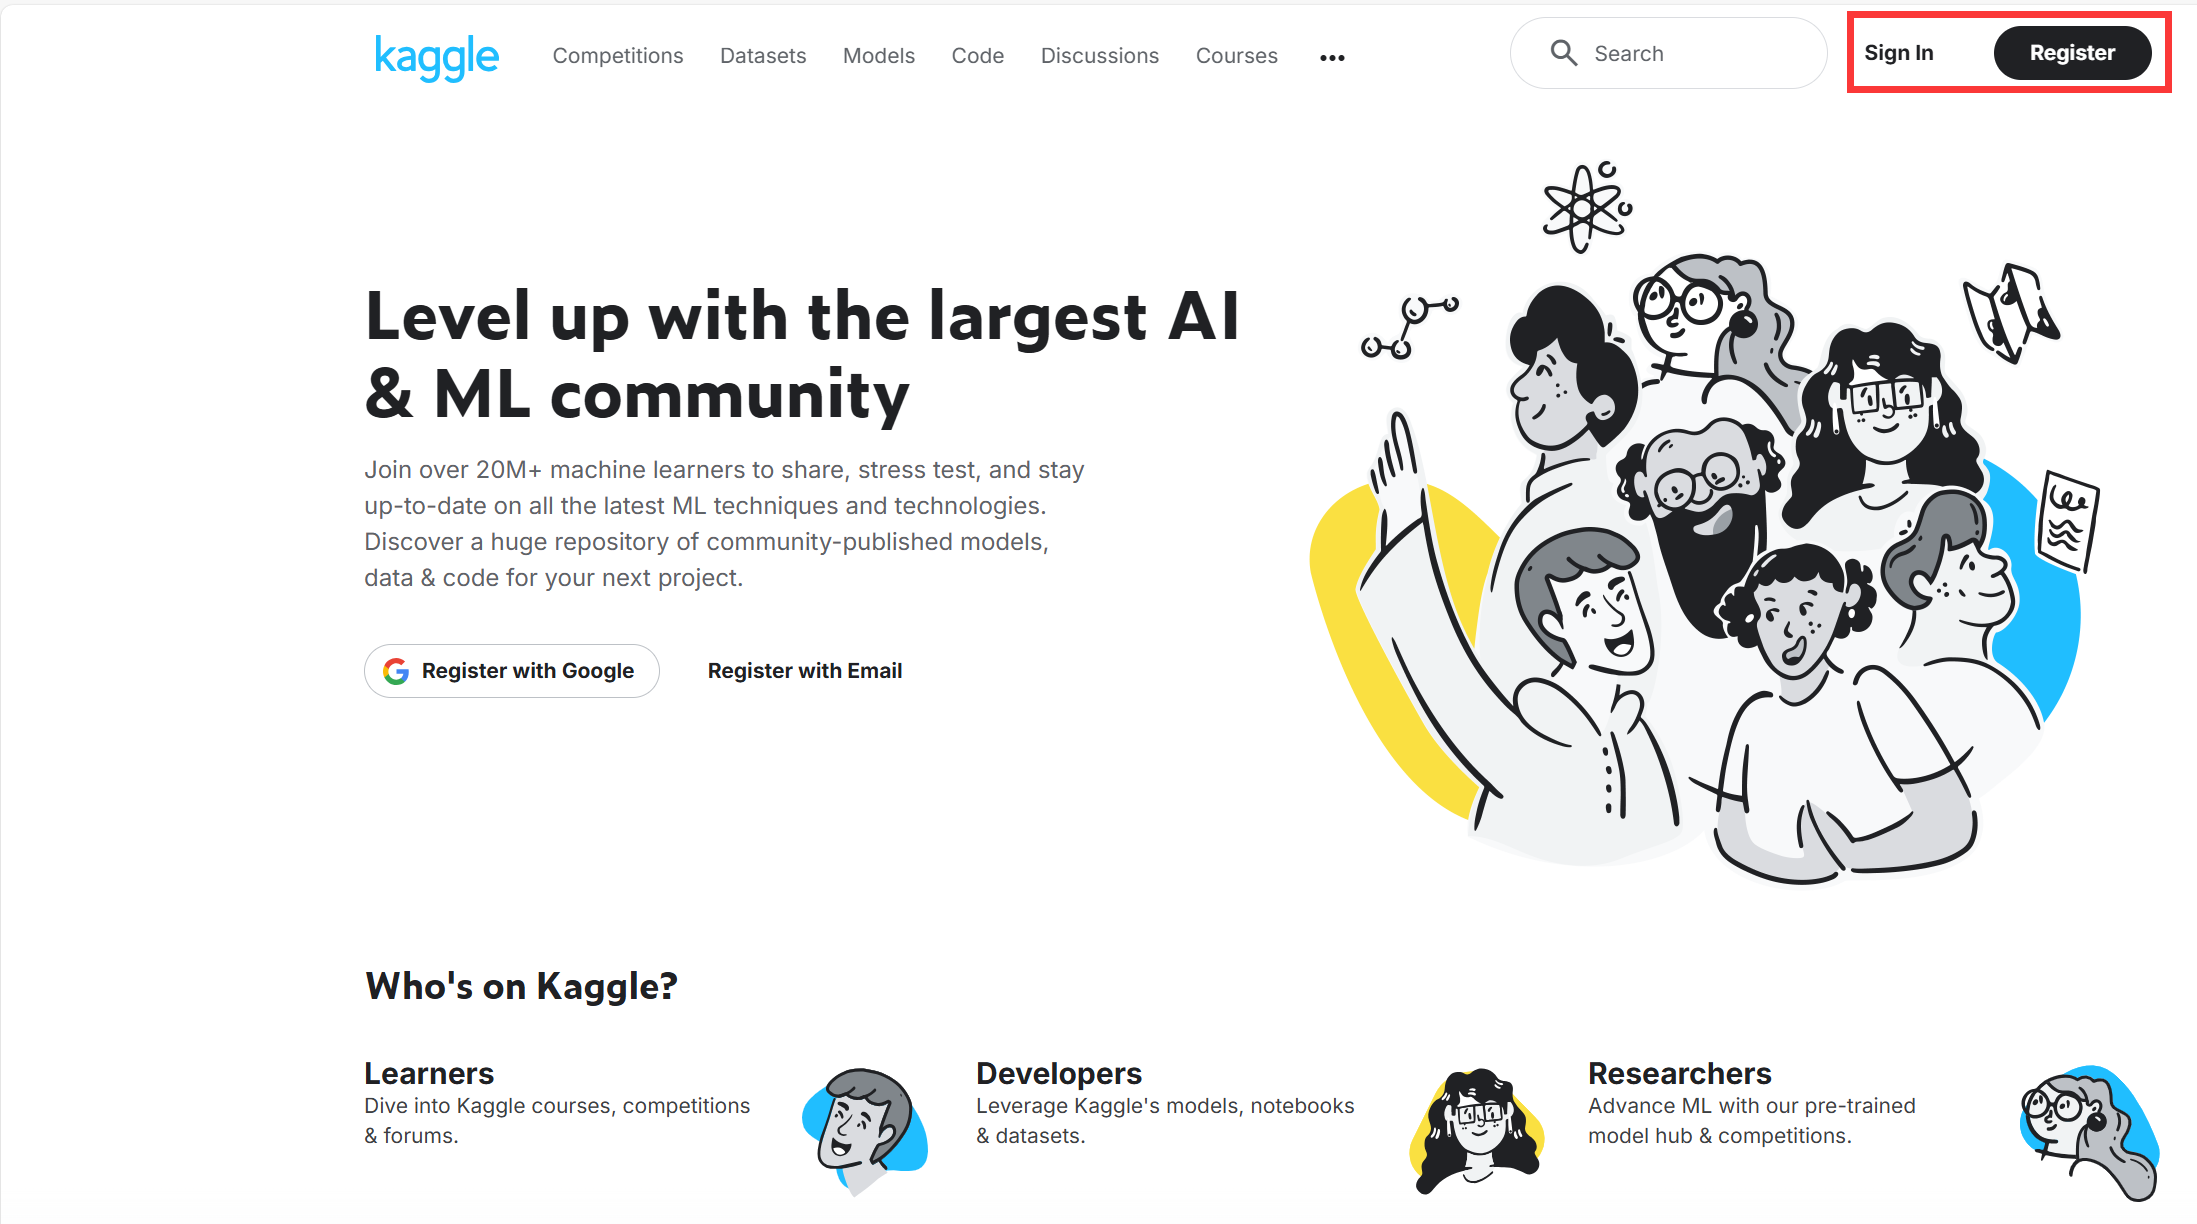 kaggle Competitions Datasets Models Code Discussions Courses ••• Search Sign In Register
Level up with the largest AI
& ML community
Join over 20M+ machine learners to share, stress test, and stay
up-to-date on all the latest ML techniques and technologies.
Discover a huge repository of community-published models,
data & code for your next project.
Register with Google Register with Email
Who's on Kaggle?
Learners
Dive into Kaggle courses, competitions
& forums.
Developers
Leverage Kaggle's models, notebooks
& datasets.
Researchers
Advance ML with our pre-trained
model hub & competitions.